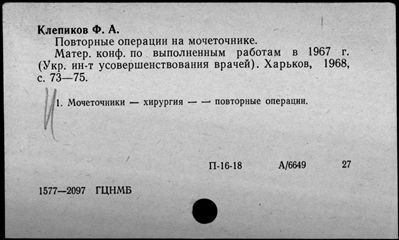 Клепиков Ф. А.
Повторные операции на мочеточнике.
Матер. конф. по выполненным работам в 1967 г.
(Укр. ин-т усовершенствования врачей). Харьков, 1968,
с. 73—75.
1. Мочеточники — хирургия — — повторные операции.
П-16-18 А/6649 27
1577—2097 ГЦНМБ